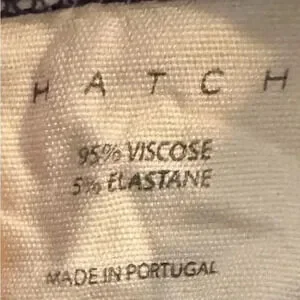 HATCH
95% VISCOSE
5% ELASTANE
MADE IN PORTUGAL